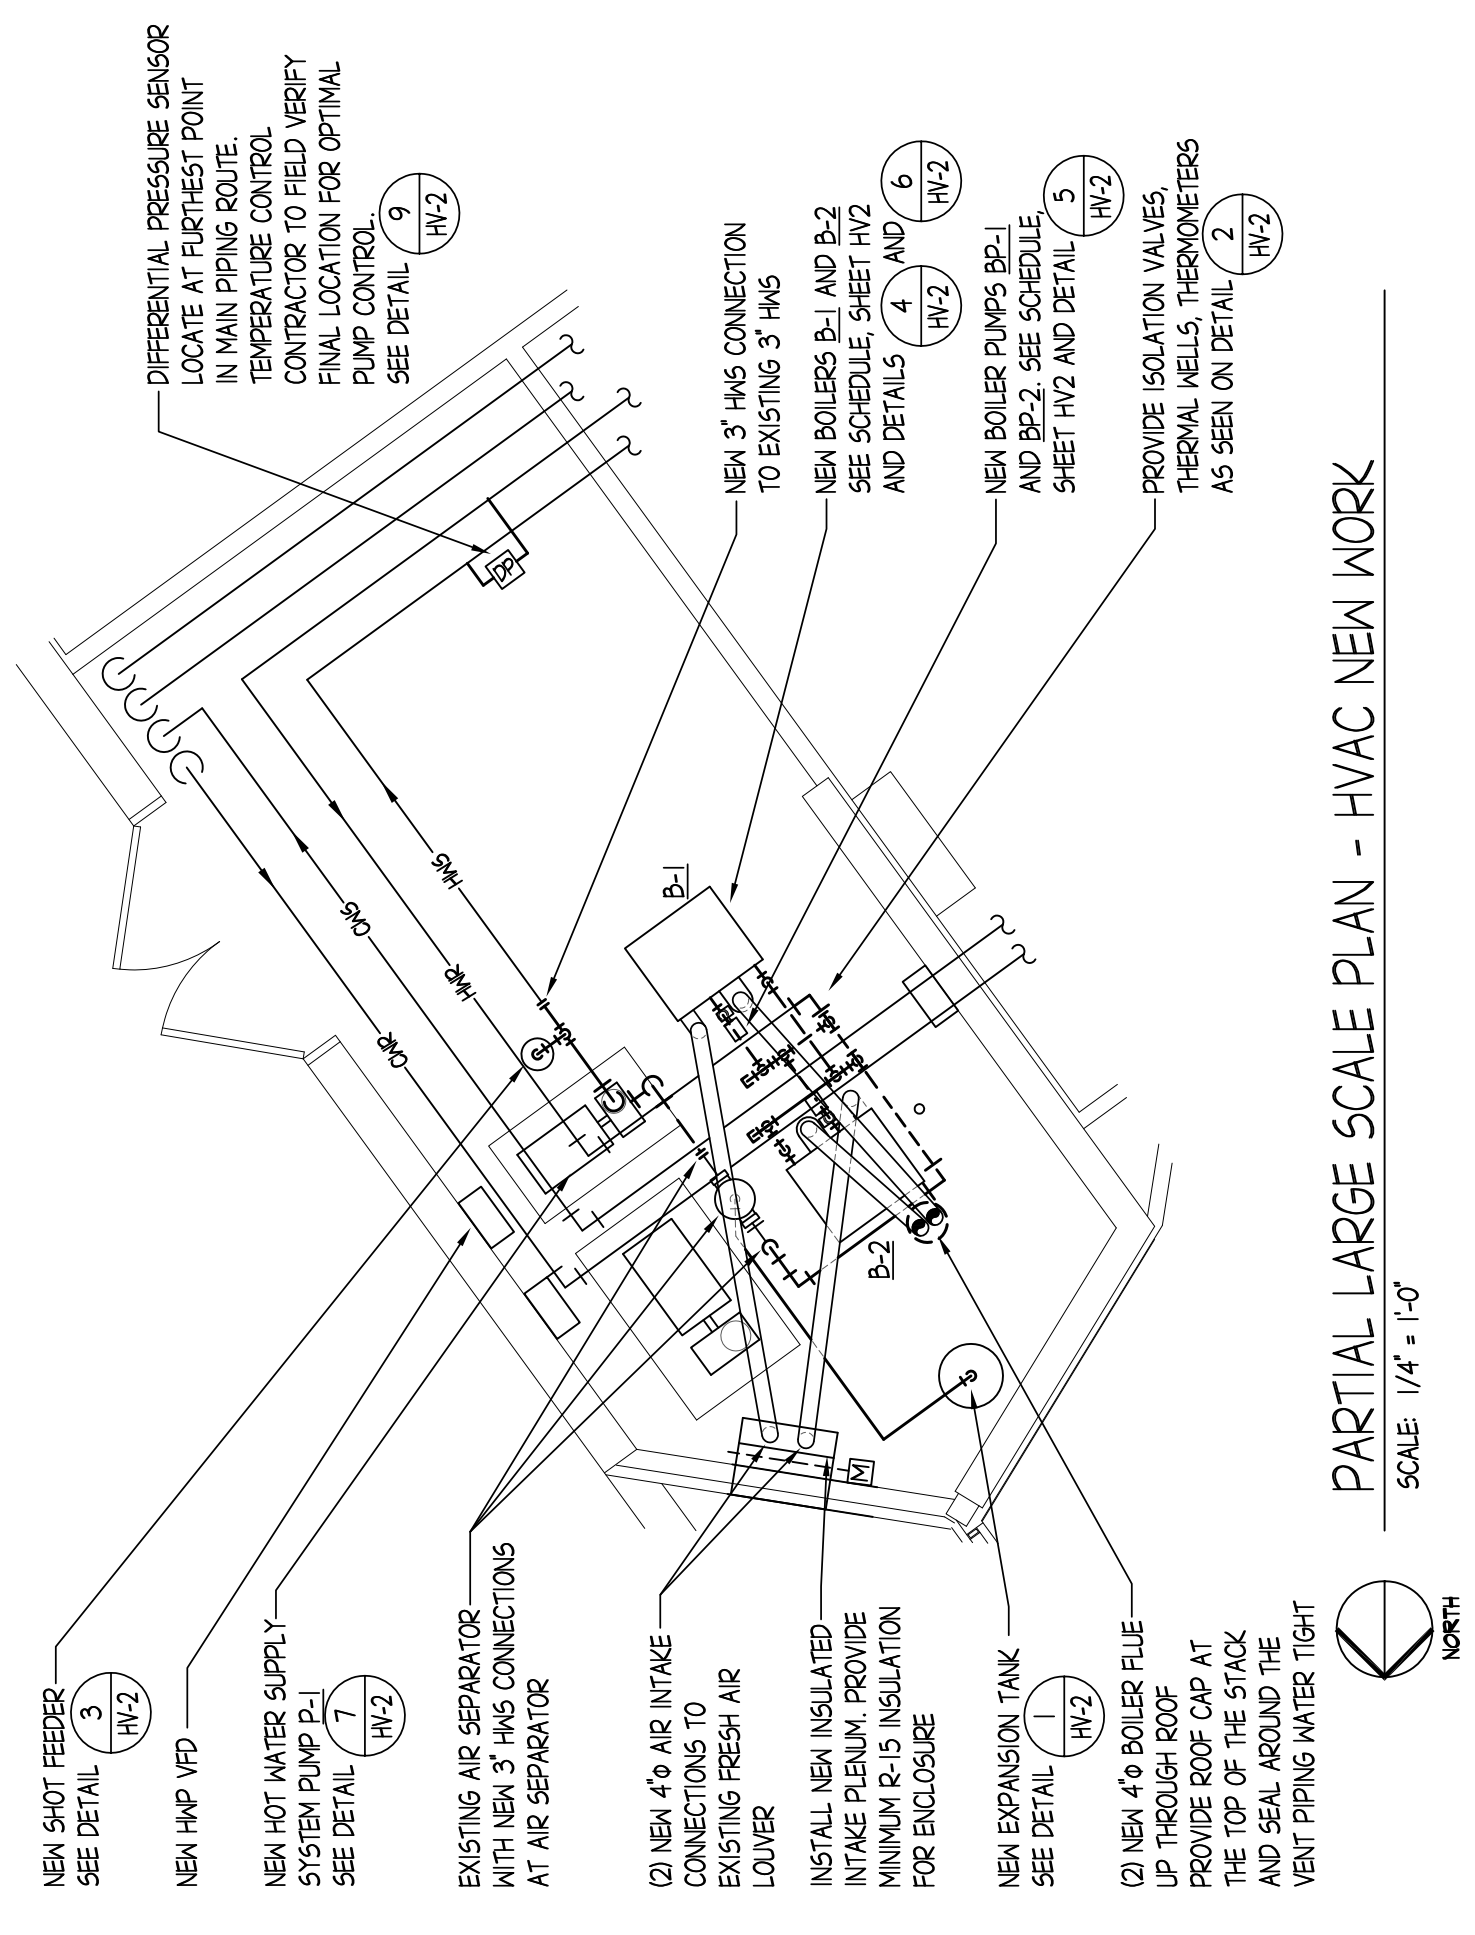 NEW SHOT FEEDER
SEE DETAIL
3
HV-2
NEW HWP VFD
NEW HOT WATER SUPPLY
SYSTEM PUMP P-1
SEE DETAIL
7
HV-2
EXISTING AIR SEPARATOR
WITH NEW 3" HWS CONNECTIONS
AT AIR SEPARATOR
(2) NEW 4"Φ AIR INTAKE
CONNECTIONS TO
EXISTING FRESH AIR
LOUVER
INSTALL NEW INSULATED
INTAKE PLENUM. PROVIDE
MINIMUM R-15 INSULATION
FOR ENCLOSURE
NEW EXPANSION TANK
SEE DETAIL
1
HV-2
(2) NEW 4"Φ BOILER FLUE
UP THROUGH ROOF
PROVIDE ROOF CAP AT
THE TOP OF THE STACK
AND SEAL AROUND THE
VENT PIPING WATER TIGHT
CWR
CWS
HWR
HWS
DP
B-1
B-2
M
DIFFERENTIAL PRESSURE SENSOR
LOCATE AT FURTHEST POINT
IN MAIN PIPING ROUTE.
TEMPERATURE CONTROL
CONTRACTOR TO FIELD VERIFY
FINAL LOCATION FOR OPTIMAL
PUMP CONTROL.
SEE DETAIL
9
HV-2
NEW 3" HWS CONNECTION
TO EXISTING 3" HWS
NEW BOILERS B-1 AND B-2
SEE SCHEDULE, SHEET HV2
AND DETAILS
4
HV-2
AND
6
HV-2
NEW BOILER PUMPS BP-1
AND BP-2. SEE SCHEDULE,
SHEET HV2 AND DETAIL
5
HV-2
PROVIDE ISOLATION VALVES,
THERMAL WELLS, THERMOMETERS
AS SEEN ON DETAIL
2
HV-2
PARTIAL LARGE SCALE PLAN - HVAC NEW WORK
SCALE: 1/4" = 1'-0"
NORTH